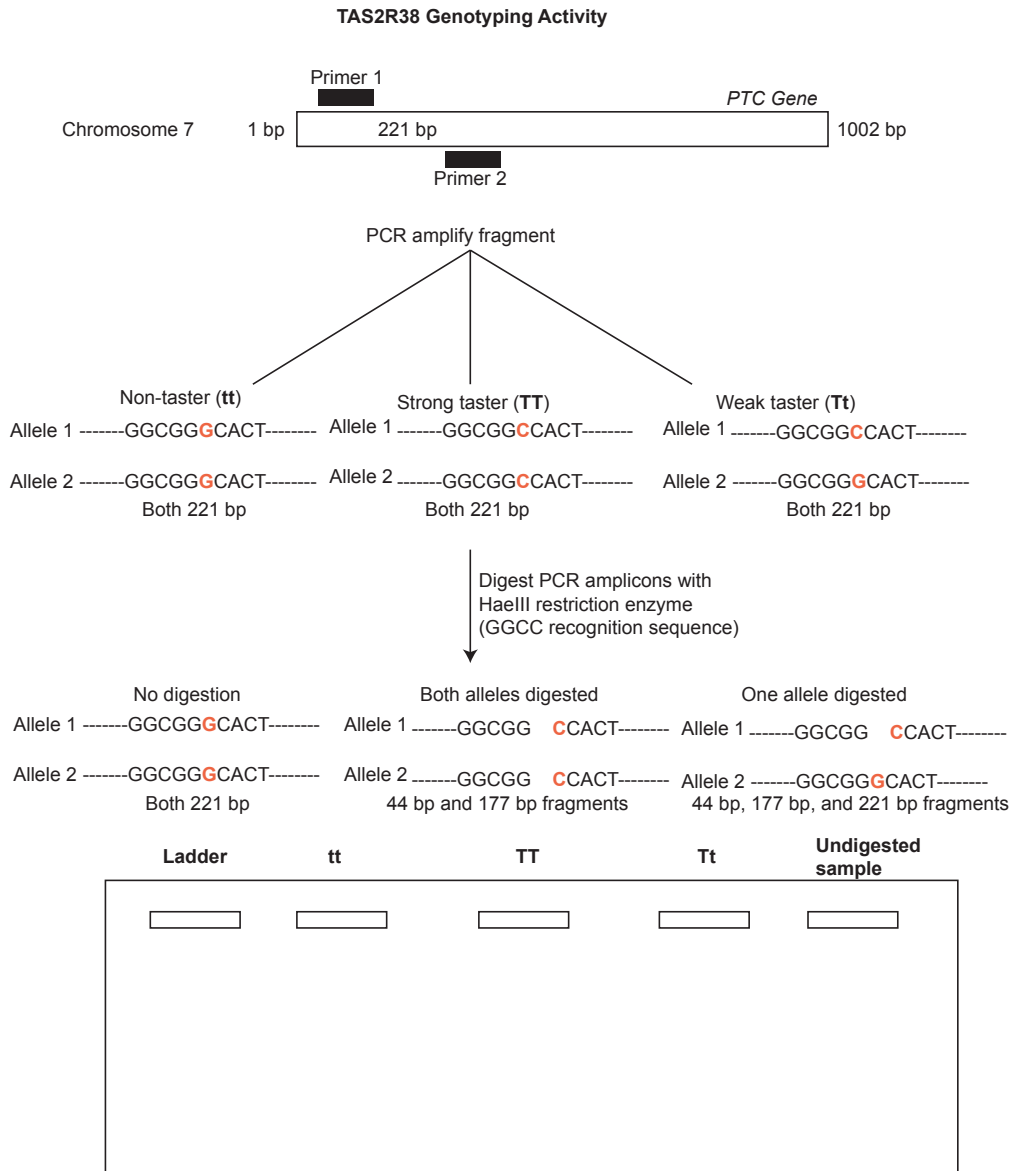 TAS2R38 Genotyping Activity
Primer 1
PTC Gene
Chromosome 7 1 bp 221 bp 1002 bp
Primer 2
PCR amplify fragment
Non-taster (tt)
Allele 1 -------GGCGGGCACT--------
Allele 2 -------GGCGGGCACT--------
Both 221 bp
Strong taster (TT)
Allele 1 -------GGCGGCCACT--------
Allele 2 -------GGCGGCCACT--------
Both 221 bp
Weak taster (Tt)
Allele 1 -------GGCGGCCACT--------
Allele 2 -------GGCGGGCACT--------
Both 221 bp
Digest PCR amplicons with
HaeIII restriction enzyme
(GGCC recognition sequence)
No digestion
Allele 1 -------GGCGGGCACT--------
Allele 2 -------GGCGGGCACT--------
Both 221 bp
Both alleles digested
Allele 1 -------GGCGG CCACT--------
Allele 2 -------GGCGG CCACT--------
44 bp and 177 bp fragments
One allele digested
Allele 1 -------GGCGG CCACT--------
Allele 2 -------GGCGGGCACT--------
44 bp, 177 bp, and 221 bp fragments
Ladder tt TT Tt Undigested
sample